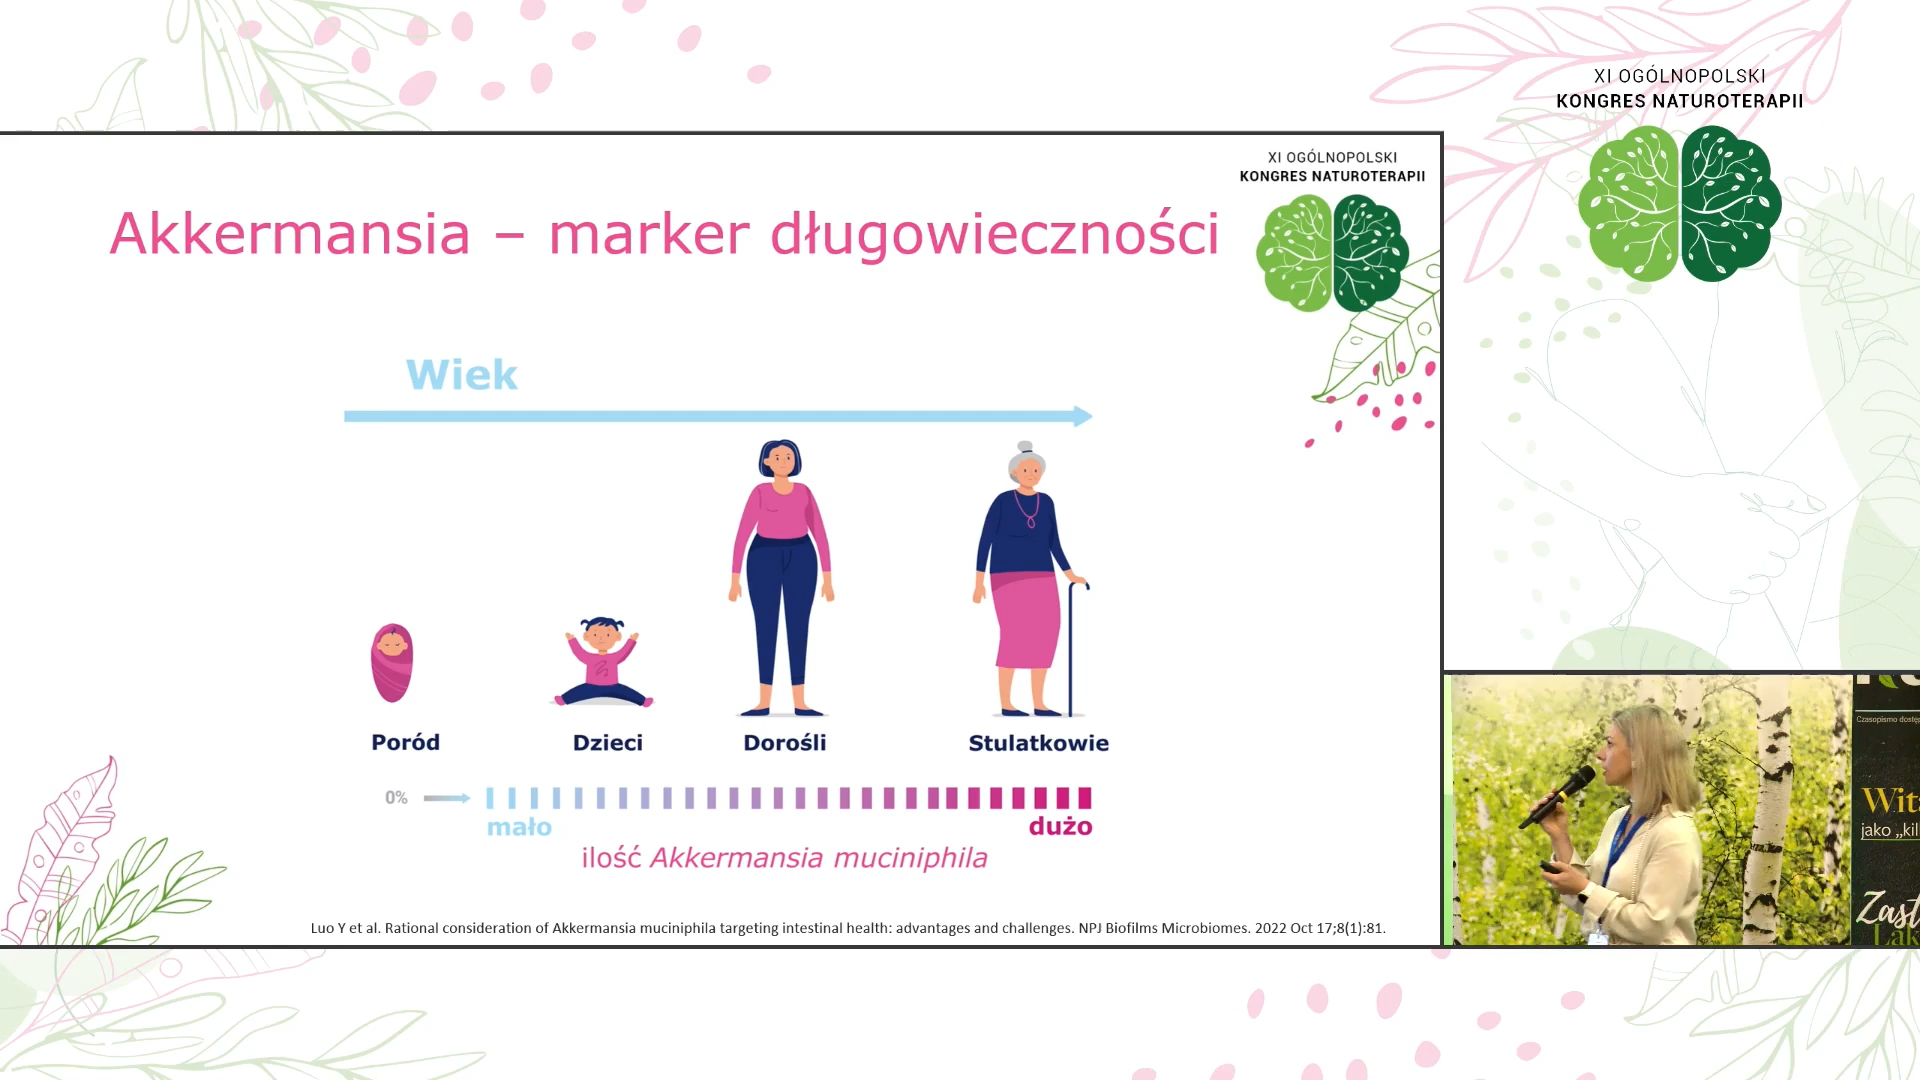 XI OGÓLNOPOLSKI
KONGRES NATUROTERAPII
XI OGÓLNOPOLSKI
KONGRES NATUROTERAPII
Akkermansia – marker długowieczności
Wiek
Poród
Dzieci
Dorośli
Stulatkowie
0%
mało
dużo
ilość Akkermansia muciniphila
Luo Y et al. Rational consideration of Akkermansia muciniphila targeting intestinal health: advantages and challenges. NPJ Biofilms Microbiomes. 2022 Oct 17;8(1):81.
Czasopismo
jako „kil